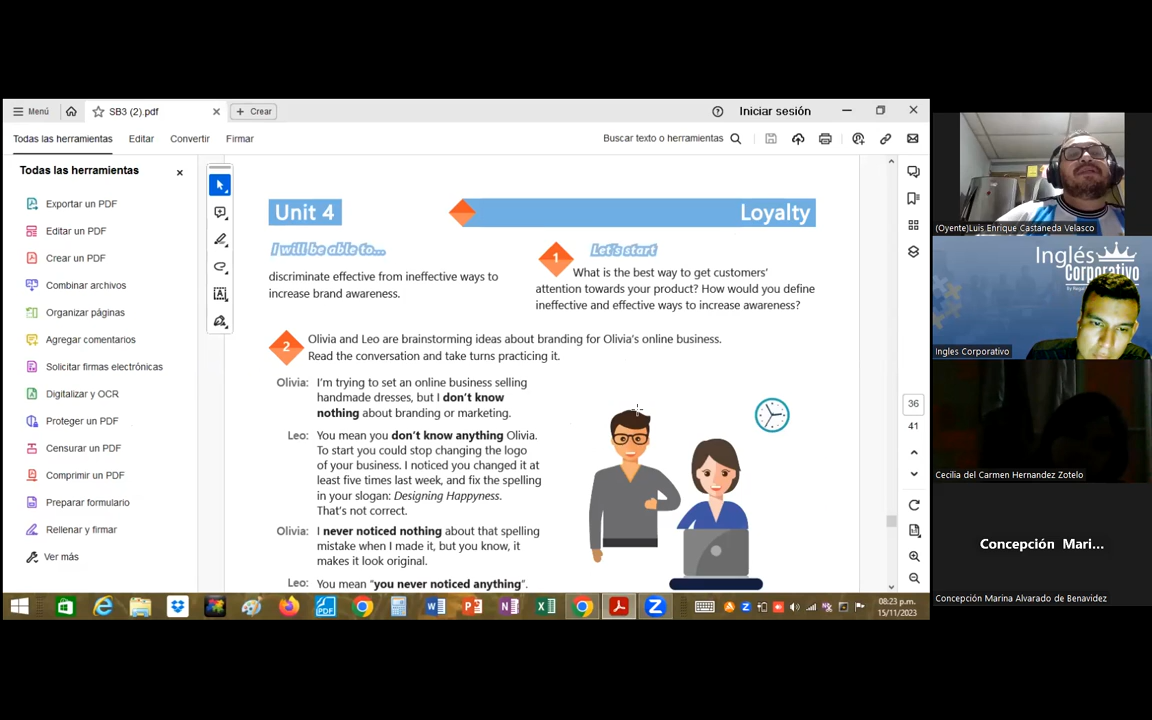 Menú
SB3 (2).pdf
Crear
Iniciar sesión
Todas las herramientas
Editar
Convertir
Firmar
Buscar texto o herramientas
Todas las herramientas
Exportar un PDF
Editar un PDF
Crear un PDF
Combinar archivos
Organizar páginas
Agregar comentarios
Solicitar firmas electrónicas
Digitalizar y OCR
Proteger un PDF
Censurar un PDF
Comprimir un PDF
Preparar formulario
Rellenar y firmar
Ver más
Unit 4
Loyalty
I will be able to...
discriminate effective from ineffective ways to
increase brand awareness.
1
Let's start
What is the best way to get customers'
attention towards your product? How would you define
ineffective and effective ways to increase awareness?
2
Olivia and Leo are brainstorming ideas about branding for Olivia's online business.
Read the conversation and take turns practicing it.
Olivia: I'm trying to set an online business selling
handmade dresses, but I don't know
nothing about branding or marketing.
Leo: You mean you don't know anything Olivia.
To start you could stop changing the logo
of your business. I noticed you changed it at
least five times last week, and fix the spelling
in your slogan: Designing Happyness.
That's not correct.
Olivia: I never noticed nothing about that spelling
mistake when I made it, but you know, it
makes it look original.
Leo: You mean "you never noticed anything".
36
41
08:23 p.m.
15/11/2023
(Oyente)Luis Enrique Castaneda Velasco
Inglés
Corporativo
Ingles Corporativo
Cecilia del Carmen Hernandez Zotelo
Concepción Mari...
Concepción Marina Alvarado de Benavidez